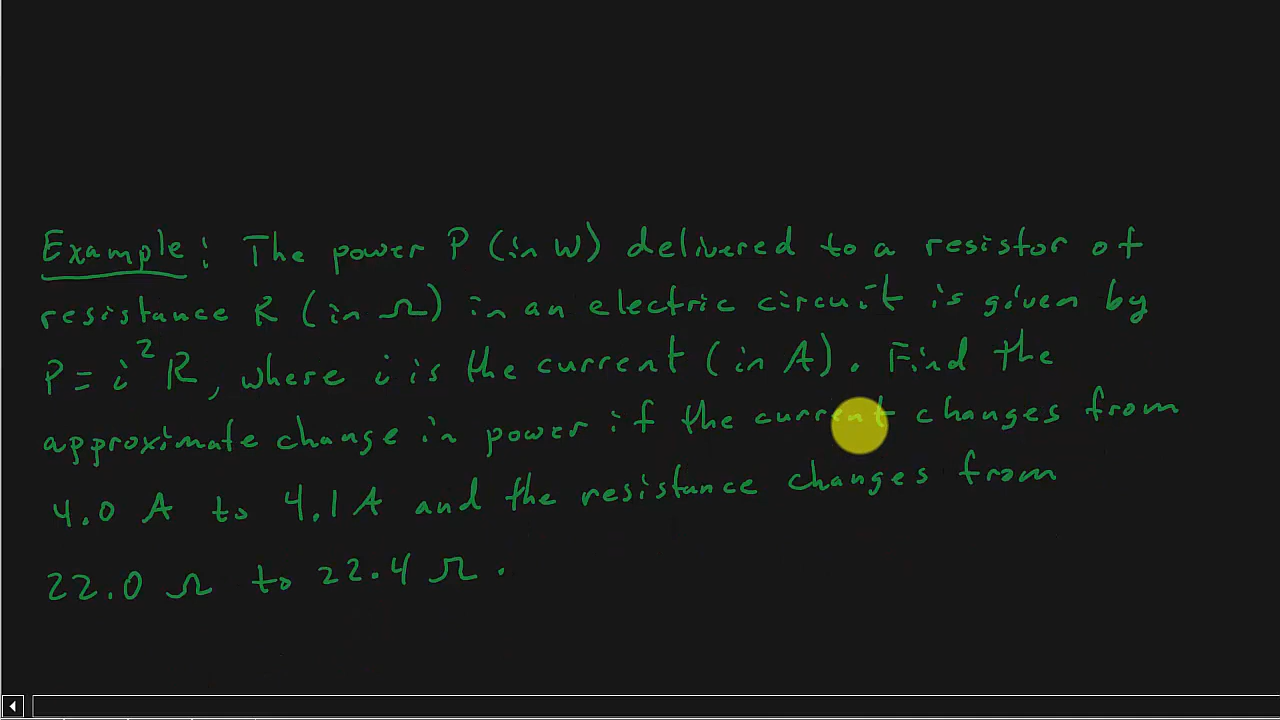 Example: The power P (in W) delivered to a resistor of
resistance R (in Ω) in an electric circuit is given by
P = i²R, where i is the current (in A). Find the
approximate change in power if the current changes from
4.0 A to 4.1 A and the resistance changes from
22.0 Ω to 22.4 Ω.